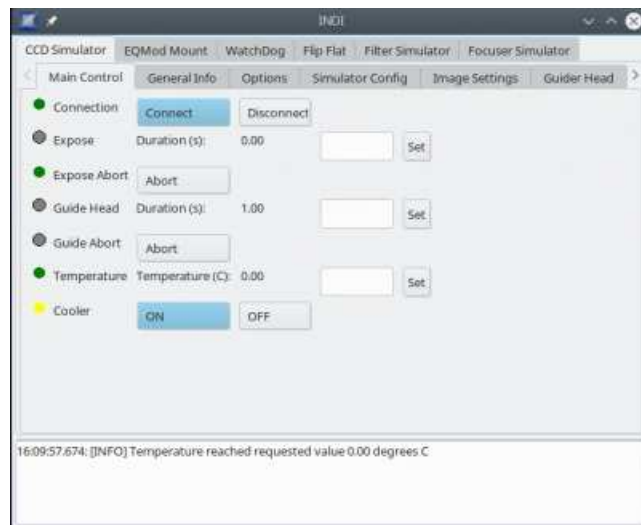 INDI
CCD Simulator EQMod Mount WatchDog Flip Flat Filter Simulator Focuser Simulator
Main Control General Info Options Simulator Config Image Settings Guider Head
Connection Connect Disconnect
Expose Duration (s): 0.00 Set
Expose Abort Abort
Guide Head Duration (s): 1.00 Set
Guide Abort Abort
Temperature Temperature (C): 0.00 Set
Cooler ON OFF
16:09:57.674: [INFO] Temperature reached requested value 0.00 degrees C